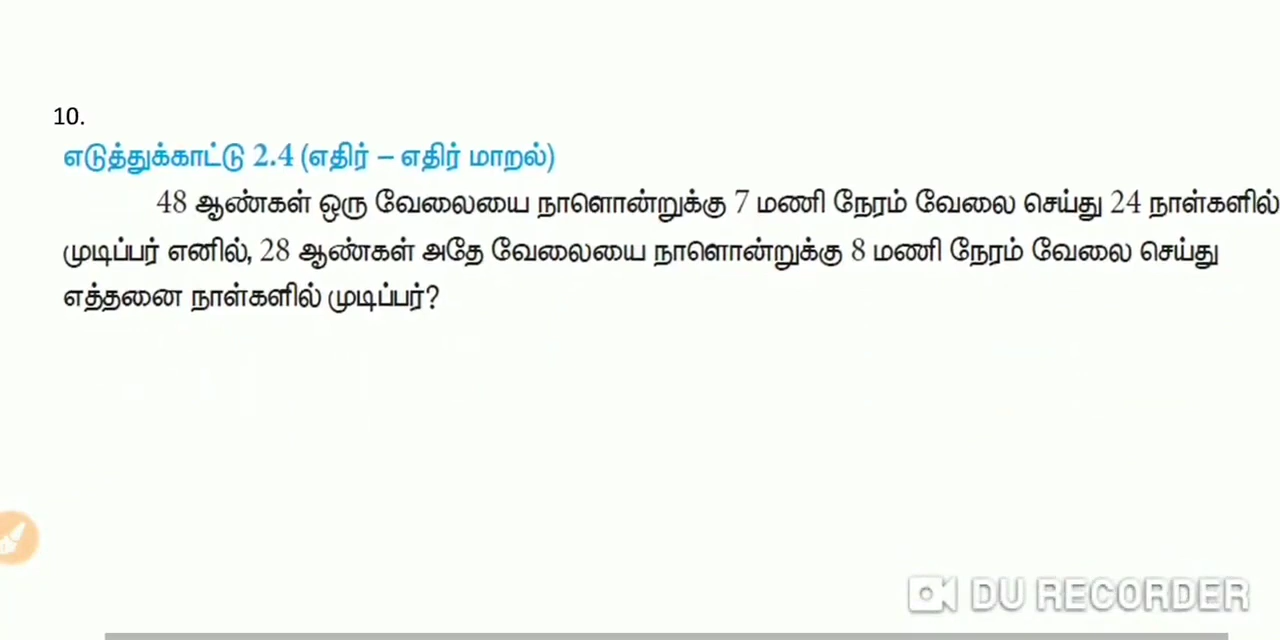 10.
எடுத்துக்காட்டு 2.4 (எதிர் – எதிர் மாறல்)
48 ஆண்கள் ஒரு வேலையை நாளொன்றுக்கு 7 மணி நேரம் வேலை செய்து 24 நாள்களில்
முடிப்பர் எனில், 28 ஆண்கள் அதே வேலையை நாளொன்றுக்கு 8 மணி நேரம் வேலை செய்து
எத்தனை நாள்களில் முடிப்பர்?
DU RECORDER